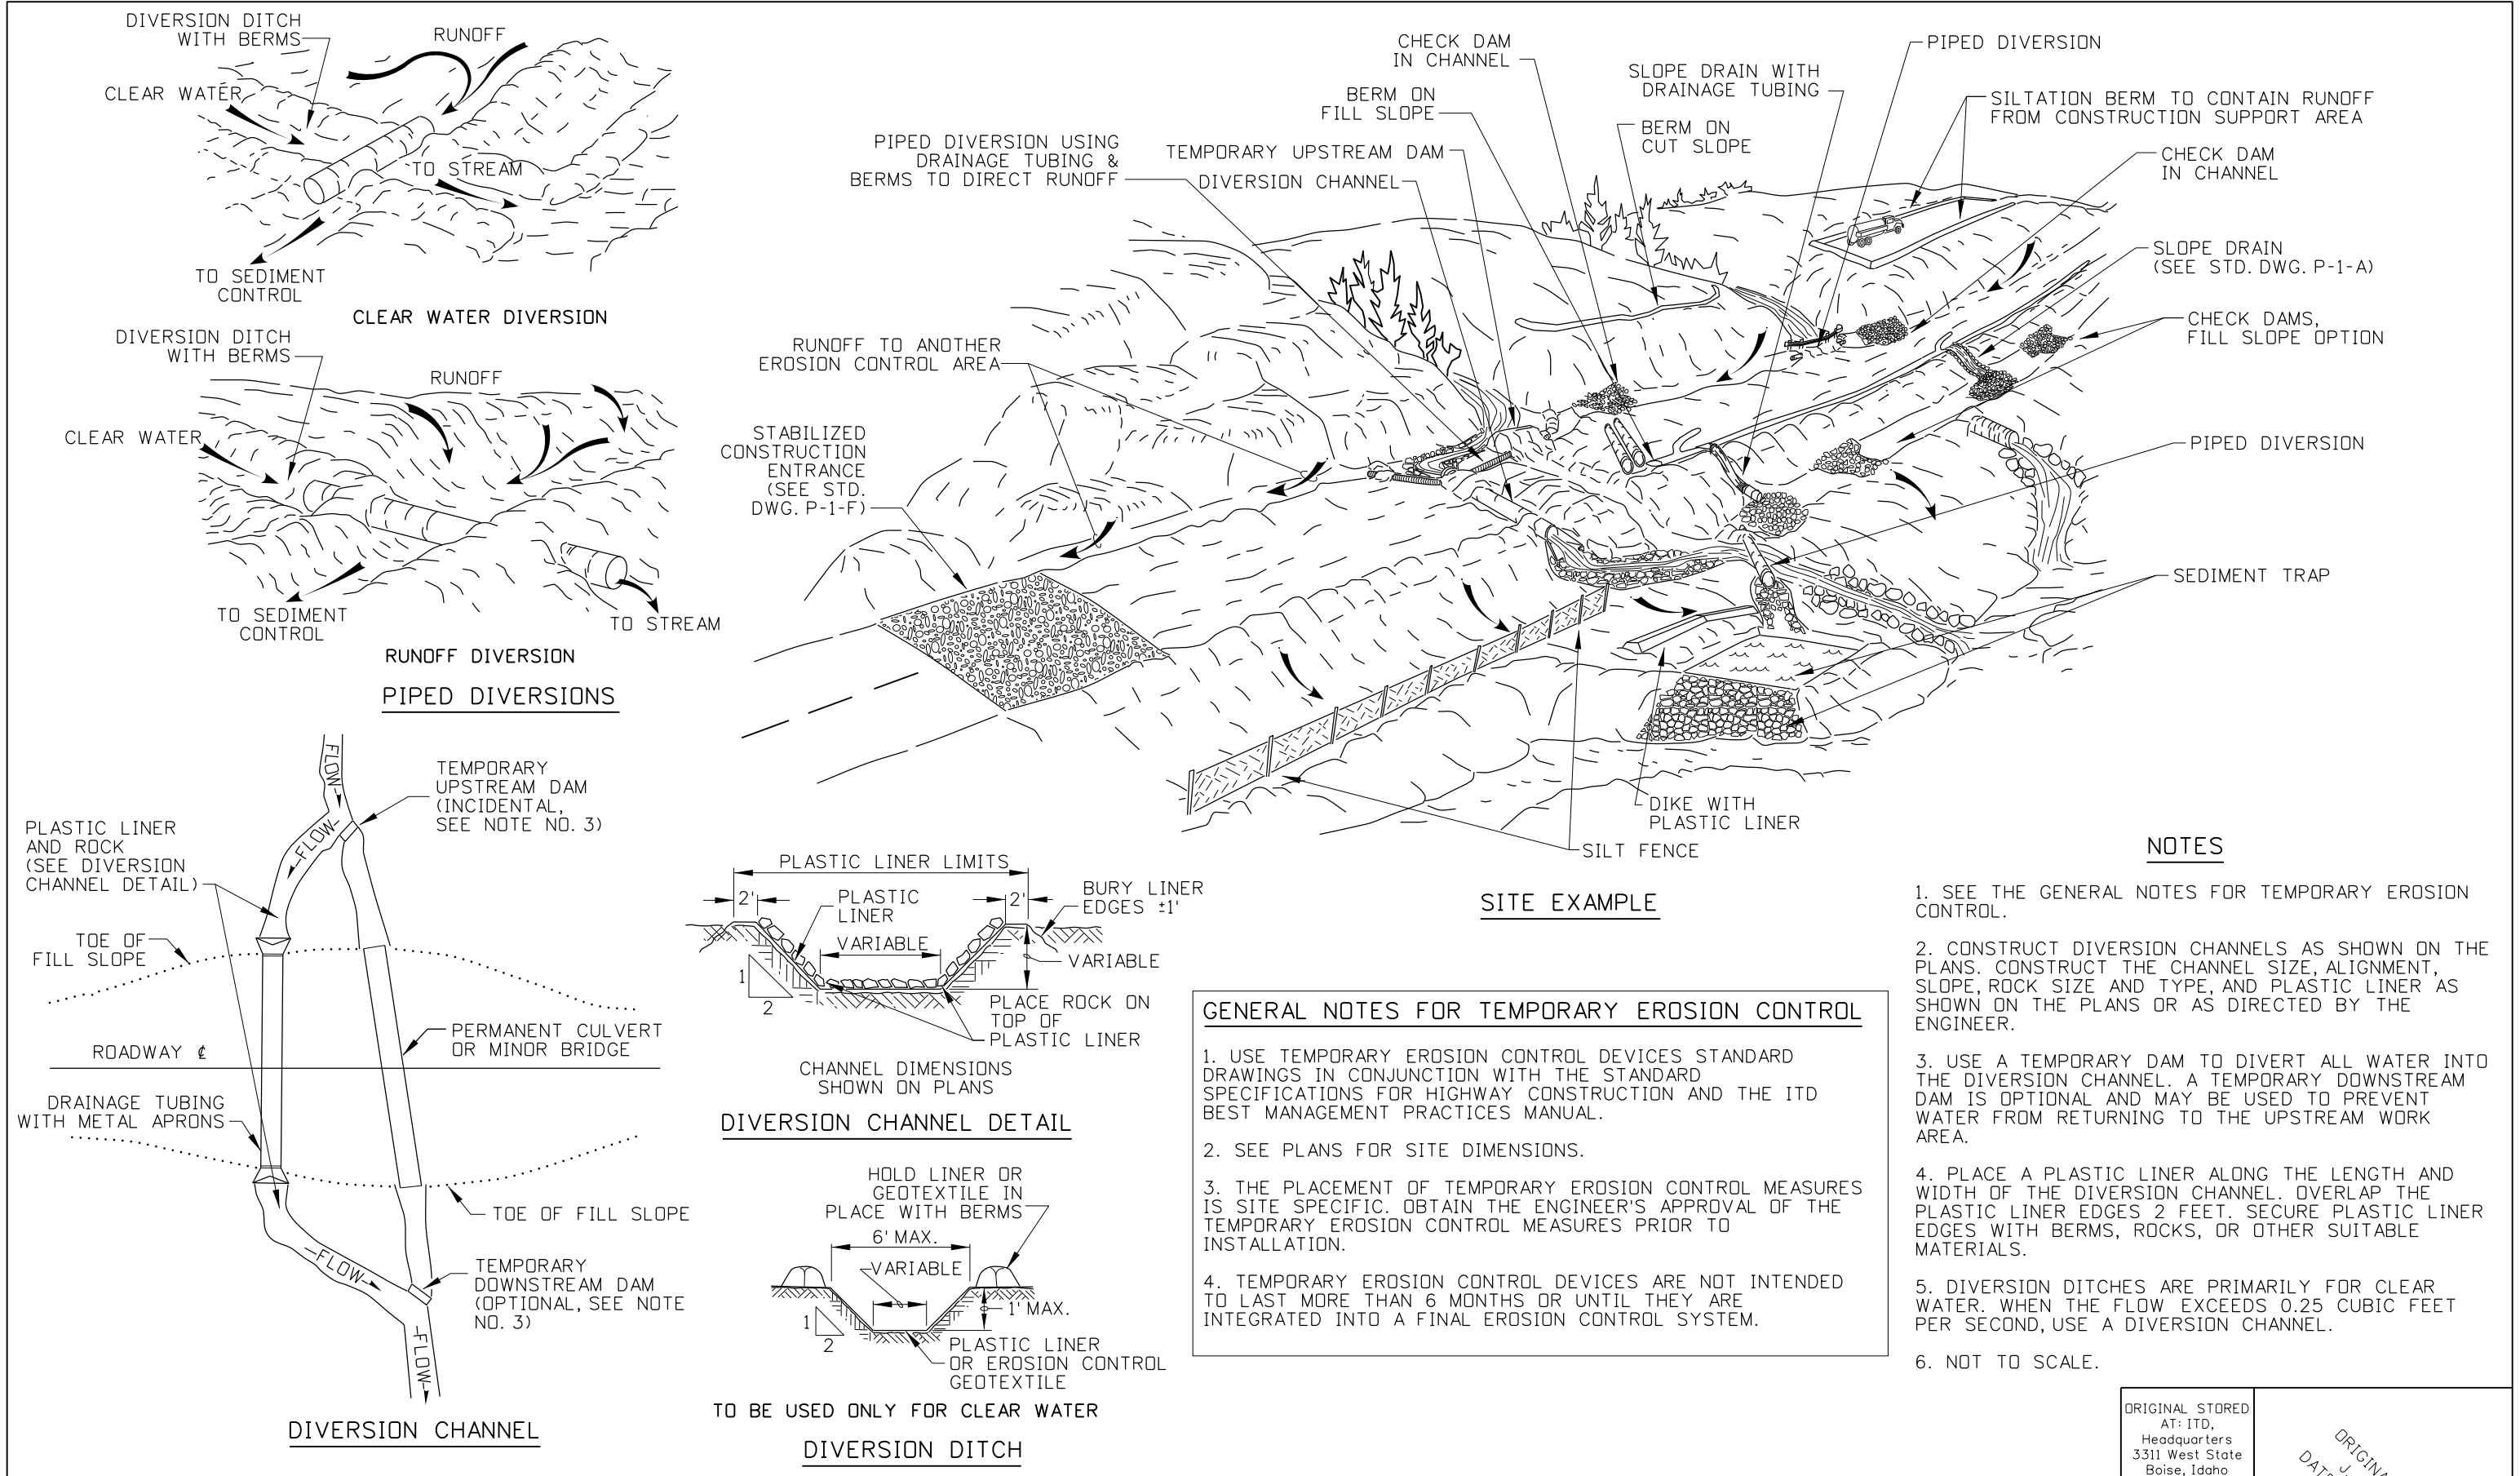 DIVERSION DITCH
WITH BERMS
RUNOFF
CLEAR WATER
TO STREAM
TO SEDIMENT
CONTROL
CLEAR WATER DIVERSION
DIVERSION DITCH
WITH BERMS
RUNOFF
CLEAR WATER
TO SEDIMENT
CONTROL
TO STREAM
RUNOFF DIVERSION
PIPED DIVERSIONS
CHECK DAM
IN CHANNEL
BERM ON
FILL SLOPE
PIPED DIVERSION USING
DRAINAGE TUBING &
BERMS TO DIRECT RUNOFF
TEMPORARY UPSTREAM DAM
DIVERSION CHANNEL
SLOPE DRAIN WITH
DRAINAGE TUBING
BERM ON
CUT SLOPE
PIPED DIVERSION
SILTATION BERM TO CONTAIN RUNOFF
FROM CONSTRUCTION SUPPORT AREA
CHECK DAM
IN CHANNEL
SLOPE DRAIN
(SEE STD. DWG. P-1-A)
CHECK DAMS,
FILL SLOPE OPTION
RUNOFF TO ANOTHER
EROSION CONTROL AREA
STABILIZED
CONSTRUCTION
ENTRANCE
(SEE STD.
DWG. P-1-F)
PIPED DIVERSION
SEDIMENT TRAP
DIKE WITH
PLASTIC LINER
SILT FENCE
SITE EXAMPLE
FLOW
TEMPORARY
UPSTREAM DAM
(INCIDENTAL,
SEE NOTE NO. 3)
PLASTIC LINER
AND ROCK
(SEE DIVERSION
CHANNEL DETAIL)
FLOW
TOE OF
FILL SLOPE
PERMANENT CULVERT
OR MINOR BRIDGE
ROADWAY ℄
DRAINAGE TUBING
WITH METAL APRONS
TOE OF FILL SLOPE
FLOW
TEMPORARY
DOWNSTREAM DAM
(OPTIONAL, SEE NOTE
NO. 3)
FLOW
DIVERSION CHANNEL
PLASTIC LINER LIMITS
2'
PLASTIC
LINER
2'
BURY LINER
EDGES ±1'
VARIABLE
VARIABLE
1
2
PLACE ROCK ON
TOP OF
PLASTIC LINER
CHANNEL DIMENSIONS
SHOWN ON PLANS
DIVERSION CHANNEL DETAIL
HOLD LINER OR
GEOTEXTILE IN
PLACE WITH BERMS
6' MAX.
VARIABLE
1' MAX.
1
2
PLASTIC LINER
OR EROSION CONTROL
GEOTEXTILE
TO BE USED ONLY FOR CLEAR WATER
DIVERSION DITCH
GENERAL NOTES FOR TEMPORARY EROSION CONTROL
1. USE TEMPORARY EROSION CONTROL DEVICES STANDARD
DRAWINGS IN CONJUNCTION WITH THE STANDARD
SPECIFICATIONS FOR HIGHWAY CONSTRUCTION AND THE ITD
BEST MANAGEMENT PRACTICES MANUAL.
2. SEE PLANS FOR SITE DIMENSIONS.
3. THE PLACEMENT OF TEMPORARY EROSION CONTROL MEASURES
IS SITE SPECIFIC. OBTAIN THE ENGINEER'S APPROVAL OF THE
TEMPORARY EROSION CONTROL MEASURES PRIOR TO
INSTALLATION.
4. TEMPORARY EROSION CONTROL DEVICES ARE NOT INTENDED
TO LAST MORE THAN 6 MONTHS OR UNTIL THEY ARE
INTEGRATED INTO A FINAL EROSION CONTROL SYSTEM.
NOTES
1. SEE THE GENERAL NOTES FOR TEMPORARY EROSION
CONTROL.
2. CONSTRUCT DIVERSION CHANNELS AS SHOWN ON THE
PLANS. CONSTRUCT THE CHANNEL SIZE, ALIGNMENT,
SLOPE, ROCK SIZE AND TYPE, AND PLASTIC LINER AS
SHOWN ON THE PLANS OR AS DIRECTED BY THE
ENGINEER.
3. USE A TEMPORARY DAM TO DIVERT ALL WATER INTO
THE DIVERSION CHANNEL. A TEMPORARY DOWNSTREAM
DAM IS OPTIONAL AND MAY BE USED TO PREVENT
WATER FROM RETURNING TO THE UPSTREAM WORK
AREA.
4. PLACE A PLASTIC LINER ALONG THE LENGTH AND
WIDTH OF THE DIVERSION CHANNEL. OVERLAP THE
PLASTIC LINER EDGES 2 FEET. SECURE PLASTIC LINER
EDGES WITH BERMS, ROCKS, OR OTHER SUITABLE
MATERIALS.
5. DIVERSION DITCHES ARE PRIMARILY FOR CLEAR
WATER. WHEN THE FLOW EXCEEDS 0.25 CUBIC FEET
PER SECOND, USE A DIVERSION CHANNEL.
6. NOT TO SCALE.
ORIGINAL STORED
AT: ITD,
Headquarters
3311 West State
Boise, Idaho